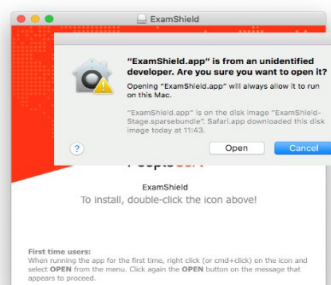 ExamShield
"ExamShield.app" is from an unidentified
developer. Are you sure you want to open it?
Opening "ExamShield.app" will always allow it to run
on this Mac.
"ExamShield.app" is on the disk image "ExamShield-
Stage.sparsebundle". Safari.app downloaded this disk
image today at 11:43.
?
Open
Cancel
ExamShield
To install, double-click the icon above!
First time users:
When running the app for the first time, right click (or cmd+click) on the icon and
select OPEN from the menu. Click again the OPEN button on the message that
appears to proceed.